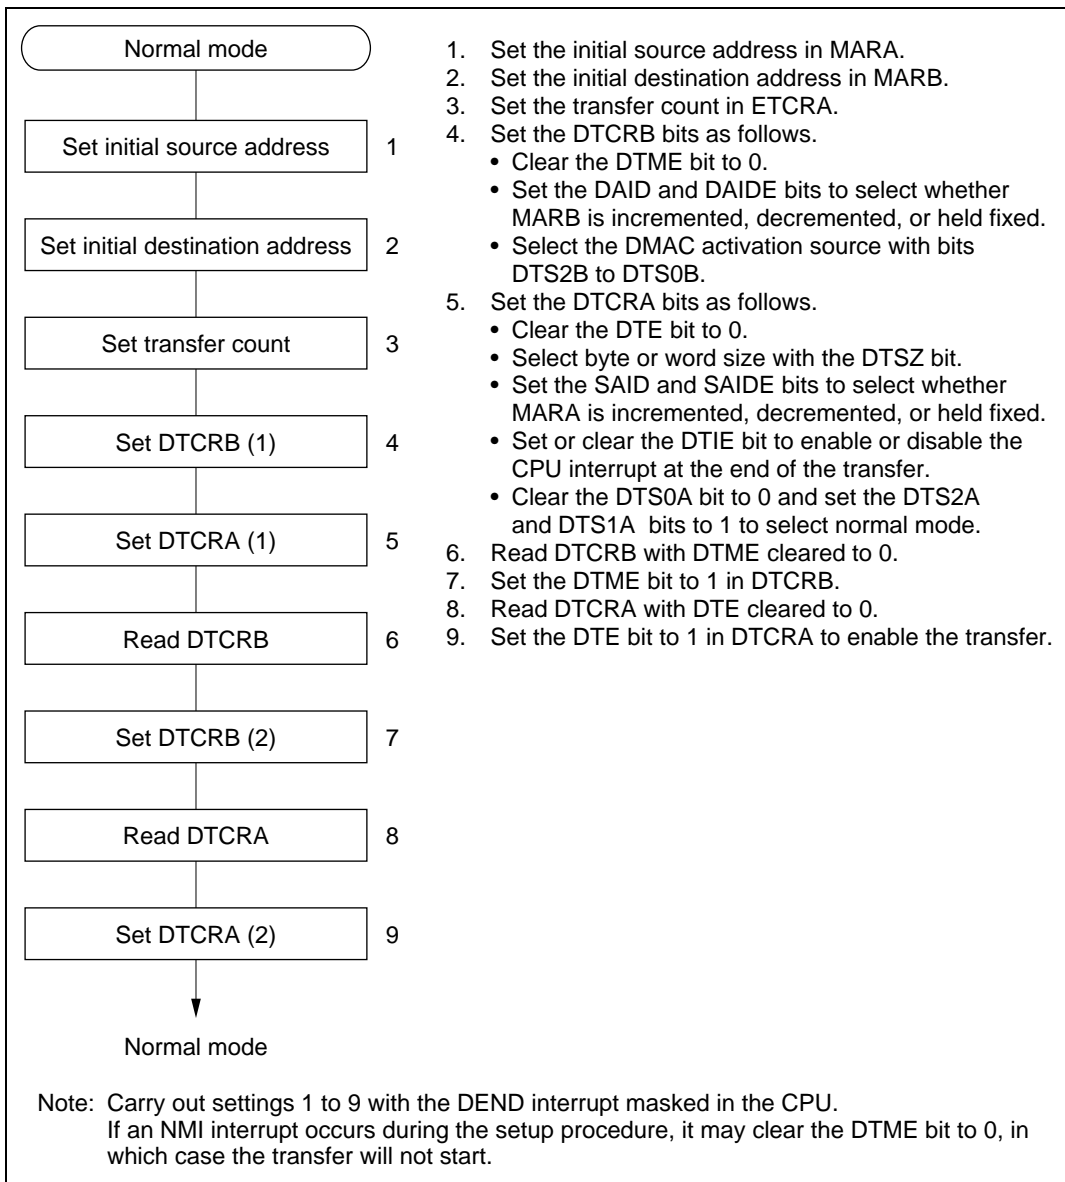 Normal mode
Set initial source address 1
Set initial destination address 2
Set transfer count 3
Set DTCRB (1) 4
Set DTCRA (1) 5
Read DTCRB 6
Set DTCRB (2) 7
Read DTCRA 8
Set DTCRA (2) 9
Normal mode
1. Set the initial source address in MARA.
2. Set the initial destination address in MARB.
3. Set the transfer count in ETCRA.
4. Set the DTCRB bits as follows.
• Clear the DTME bit to 0.
• Set the DAID and DAIDE bits to select whether
MARB is incremented, decremented, or held fixed.
• Select the DMAC activation source with bits
DTS2B to DTS0B.
5. Set the DTCRA bits as follows.
• Clear the DTE bit to 0.
• Select byte or word size with the DTSZ bit.
• Set the SAID and SAIDE bits to select whether
MARA is incremented, decremented, or held fixed.
• Set or clear the DTIE bit to enable or disable the
CPU interrupt at the end of the transfer.
• Clear the DTS0A bit to 0 and set the DTS2A
and DTS1A bits to 1 to select normal mode.
6. Read DTCRB with DTME cleared to 0.
7. Set the DTME bit to 1 in DTCRB.
8. Read DTCRA with DTE cleared to 0.
9. Set the DTE bit to 1 in DTCRA to enable the transfer.
Note: Carry out settings 1 to 9 with the DEND interrupt masked in the CPU.
If an NMI interrupt occurs during the setup procedure, it may clear the DTME bit to 0, in
which case the transfer will not start.